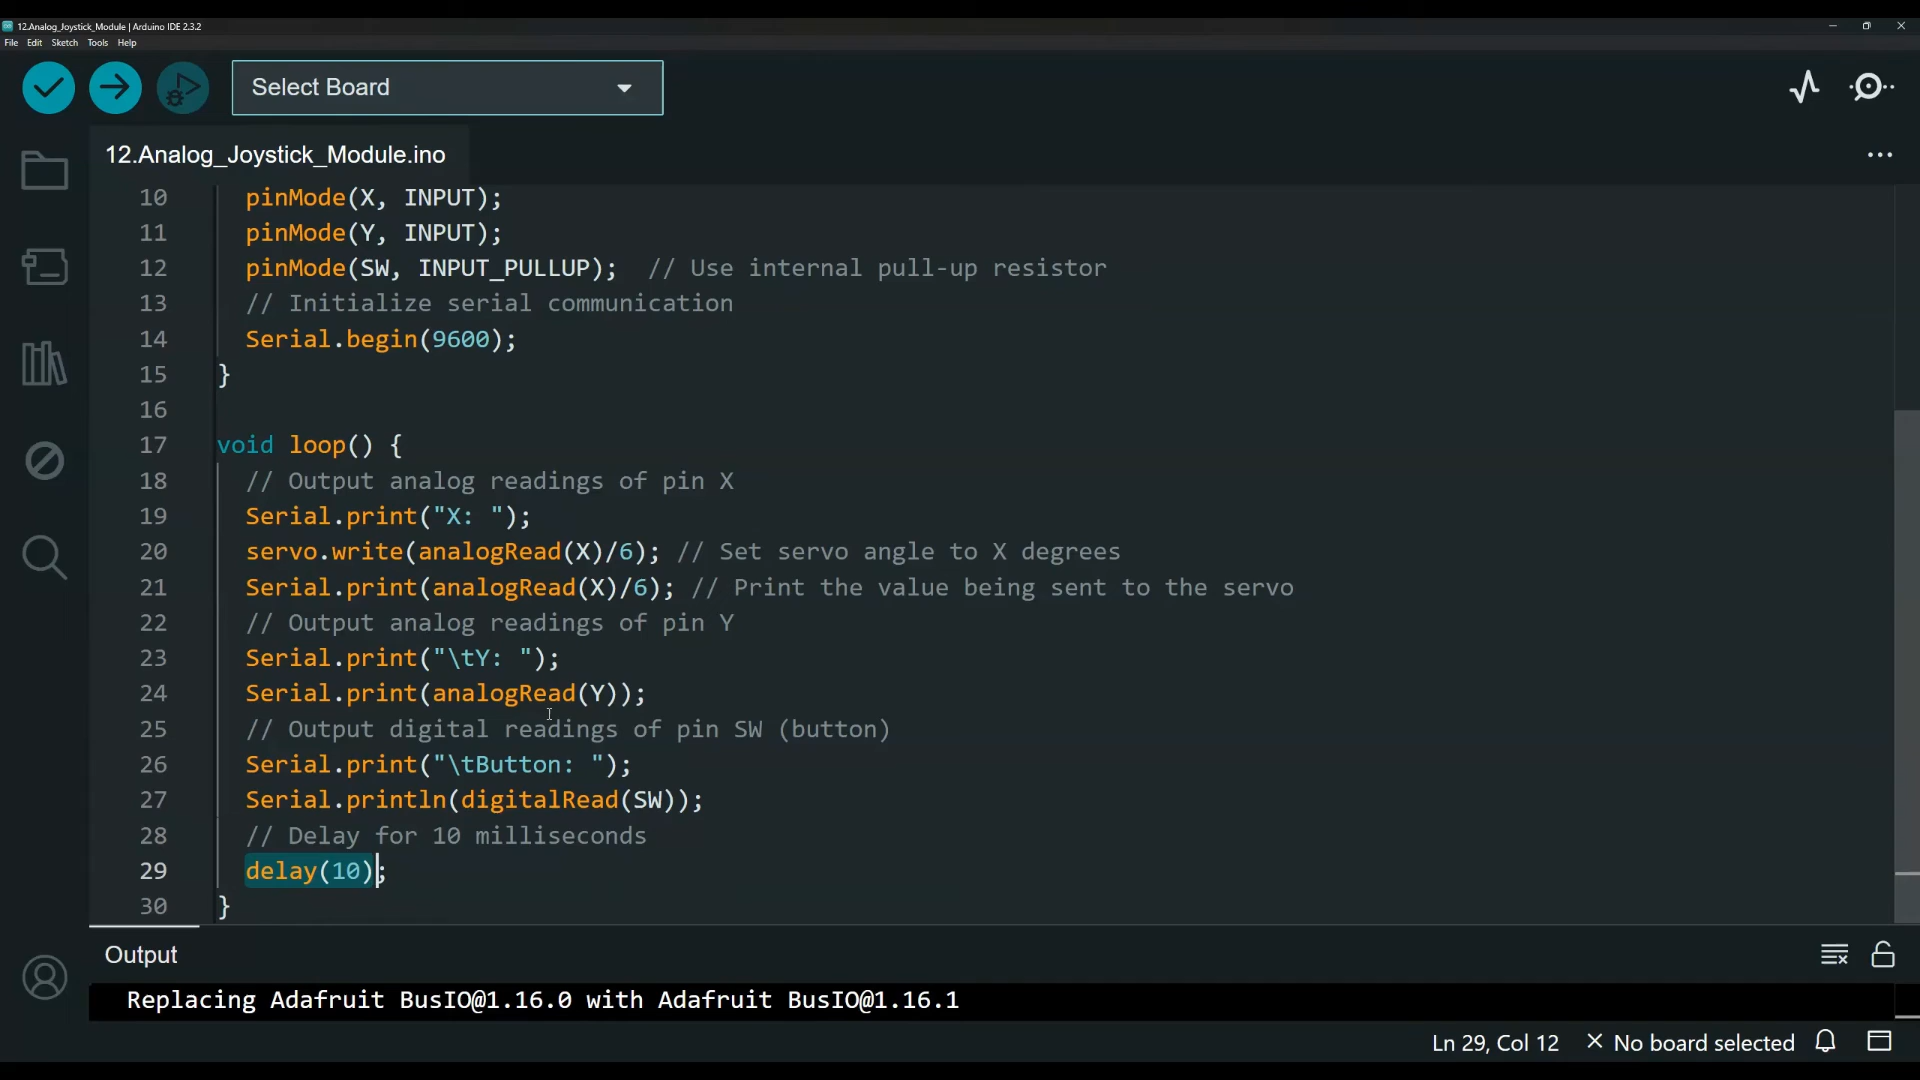 12.Analog_Joystick_Module | Arduino IDE 2.3.2
File Edit Sketch Tools Help
Select Board
12.Analog_Joystick_Module.ino
10 pinMode(X, INPUT);
11 pinMode(Y, INPUT);
12 pinMode(SW, INPUT_PULLUP); // Use internal pull-up resistor
13 // Initialize serial communication
14 Serial.begin(9600);
15 }
16
17 void loop() {
18 // Output analog readings of pin X
19 Serial.print("X: ");
20 servo.write(analogRead(X)/6); // Set servo angle to X degrees
21 Serial.print(analogRead(X)/6); // Print the value being sent to the servo
22 // Output analog readings of pin Y
23 Serial.print("\tY: ");
24 Serial.print(analogRead(Y));
25 // Output digital readings of pin SW (button)
26 Serial.print("\tButton: ");
27 Serial.println(digitalRead(SW));
28 // Delay for 10 milliseconds
29 delay(10);
30 }
Output
Replacing Adafruit BusIO@1.16.0 with Adafruit BusIO@1.16.1
Ln 29, Col 12 No board selected